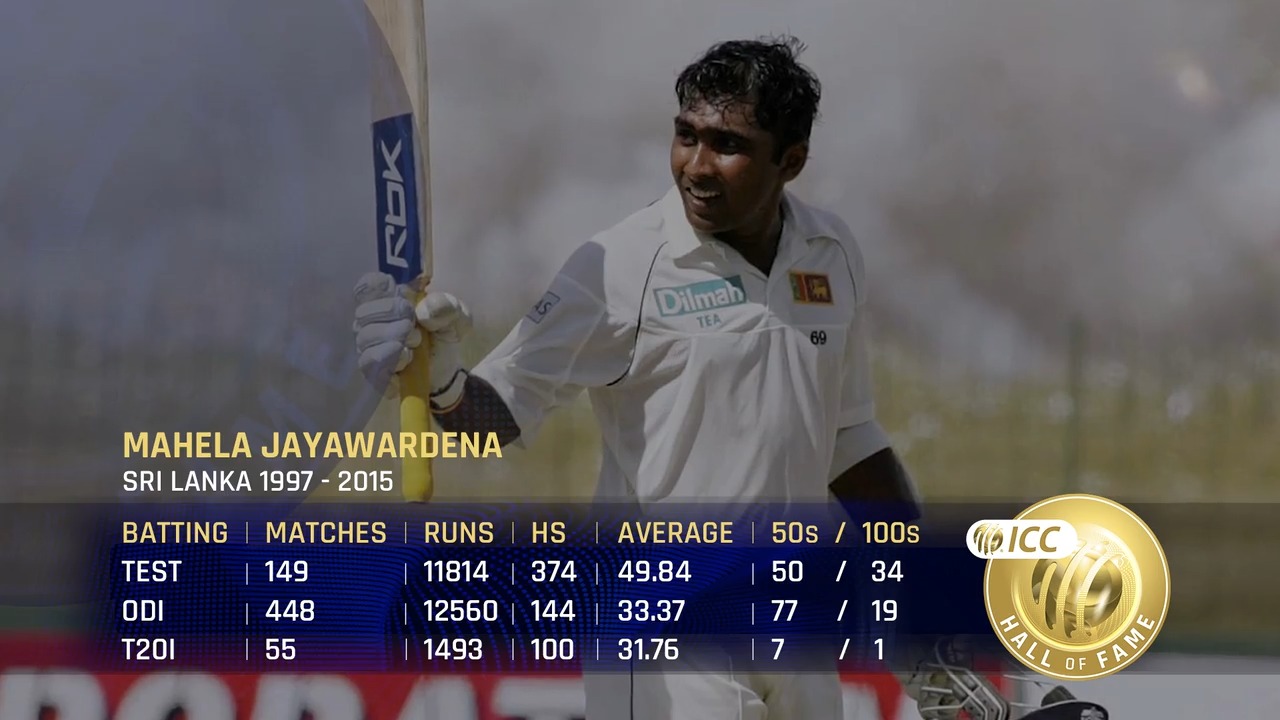 RbK
Dilmah
TEA
69
MAHELA JAYAWARDENA
SRI LANKA 1997 - 2015
BATTING | MATCHES | RUNS | HS | AVERAGE | 50s / 100s
TEST | 149 | 11814 | 374 | 49.84 | 50 / 34
ODI | 448 | 12560 | 144 | 33.37 | 77 / 19
T20I | 55 | 1493 | 100 | 31.76 | 7 / 1
ICC
HALL OF FAME